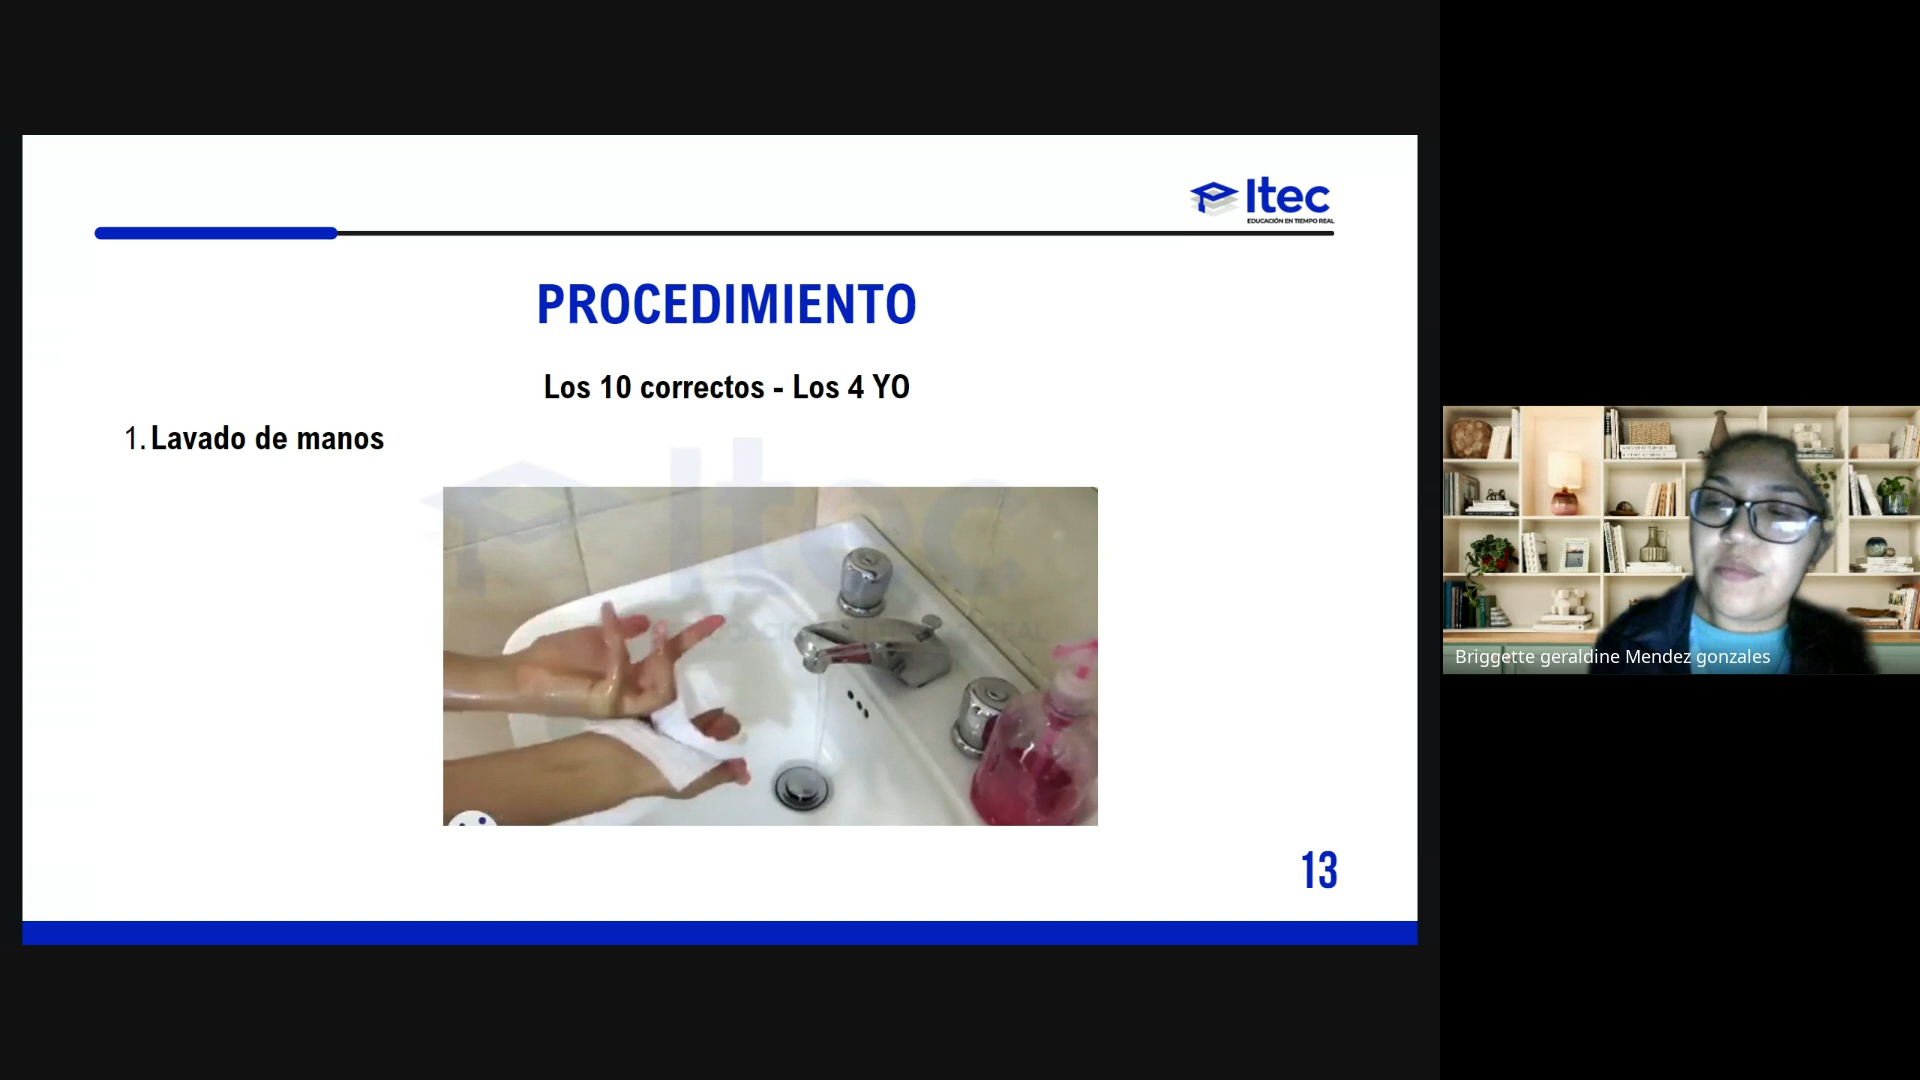 Itec
EDUCACIÓN EN TIEMPO REAL
PROCEDIMIENTO
Los 10 correctos - Los 4 YO
1. Lavado de manos
Itec
13
Briggette geraldine Mendez gonzales